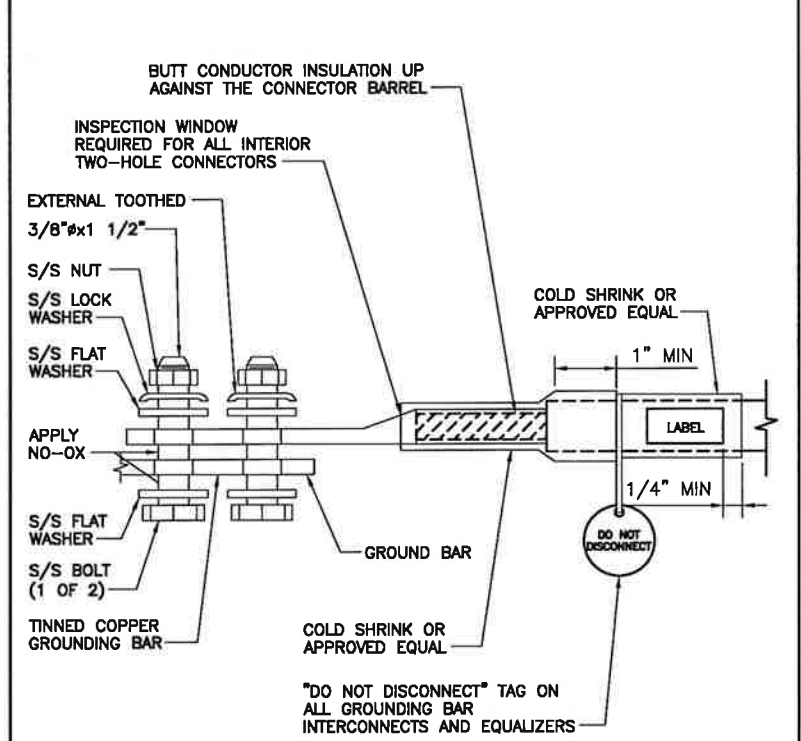 BUTT CONDUCTOR INSULATION UP
AGAINST THE CONNECTOR BARREL
INSPECTION WINDOW
REQUIRED FOR ALL INTERIOR
TWO-HOLE CONNECTORS
EXTERNAL TOOTHED
3/8"øx1 1/2"
S/S NUT
S/S LOCK
WASHER
S/S FLAT
WASHER
APPLY
NO-OX
S/S FLAT
WASHER
S/S BOLT
(1 OF 2)
TINNED COPPER
GROUNDING BAR
COLD SHRINK OR
APPROVED EQUAL
1" MIN
LABEL
1/4" MIN
DO NOT
DISCONNECT
GROUND BAR
COLD SHRINK OR
APPROVED EQUAL
"DO NOT DISCONNECT" TAG ON
ALL GROUNDING BAR
INTERCONNECTS AND EQUALIZERS